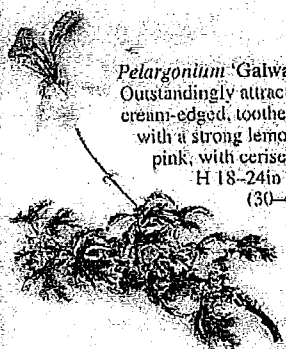 Pelargonium 'Galwa
Outstandingly attrac
cream-edged, toothe
with a strong lemo
pink, with cerise
H 18–24in
(30–